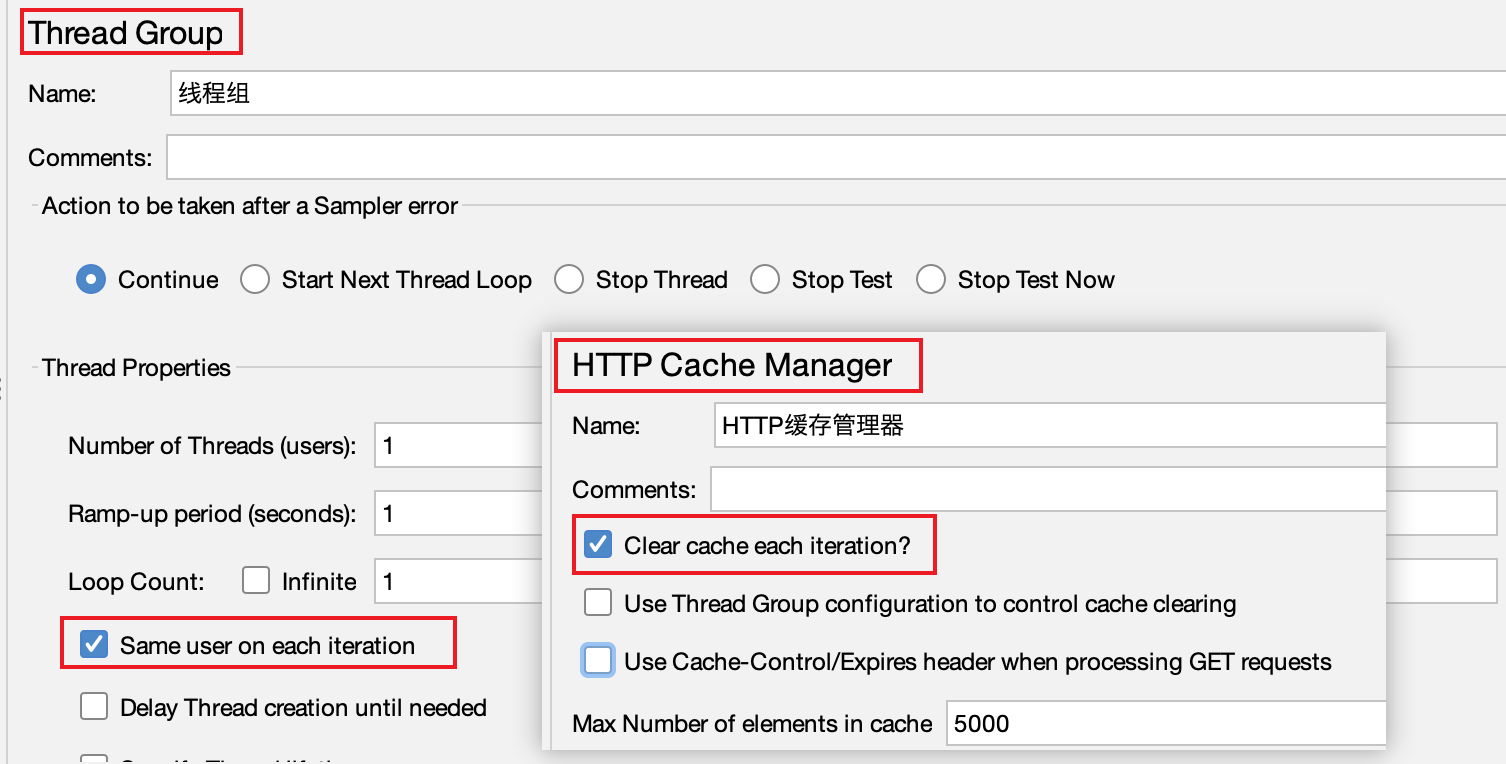 Thread Group
Name: 线程组
Comments:
Action to be taken after a Sampler error
Continue Start Next Thread Loop Stop Thread Stop Test Stop Test Now
Thread Properties
Number of Threads (users): 1
Ramp-up period (seconds): 1
Loop Count: Infinite 1
Same user on each iteration
Delay Thread creation until needed
HTTP Cache Manager
Name: HTTP缓存管理器
Comments:
Clear cache each iteration?
Use Thread Group configuration to control cache clearing
Use Cache-Control/Expires header when processing GET requests
Max Number of elements in cache 5000